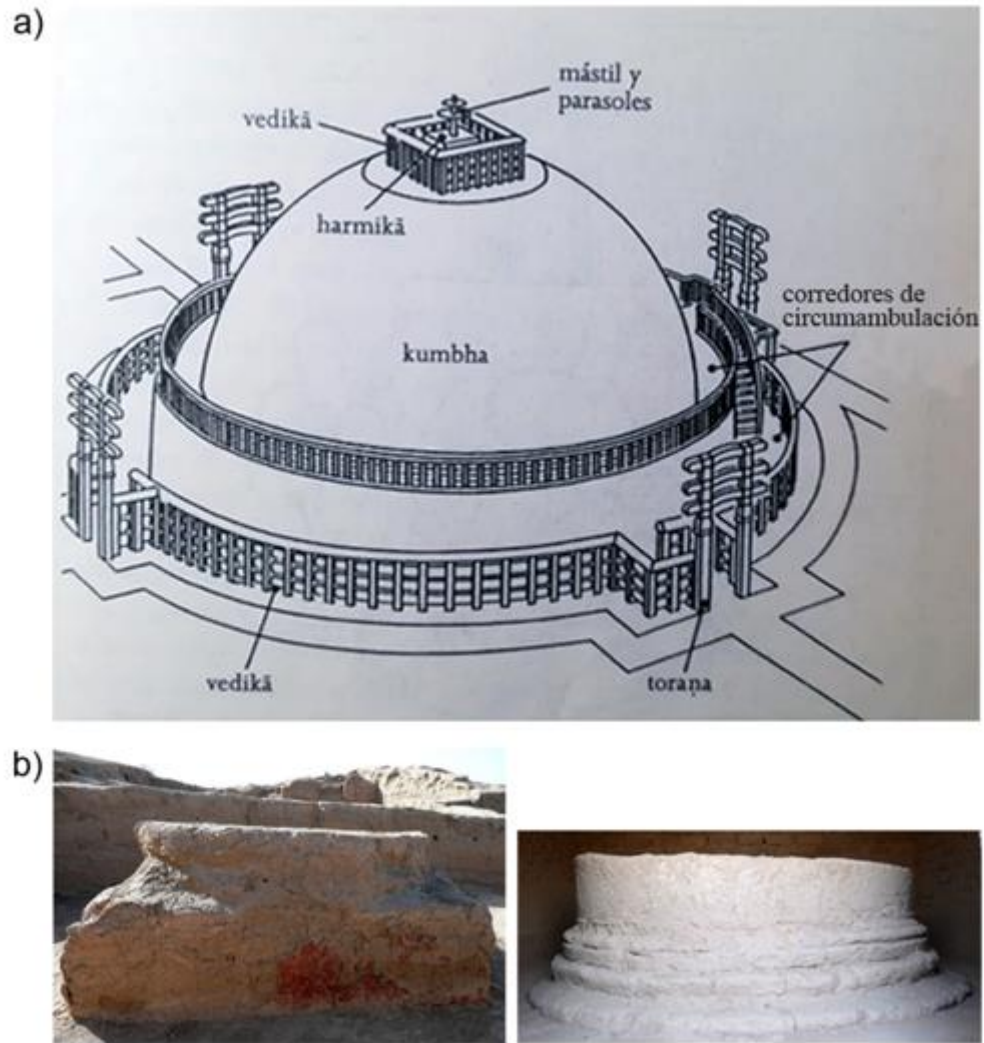 a)
mástil y
parasoles
vedikā
harmikā
corredores de
circumambulación
kumbha
vedikā
toraṇa
b)